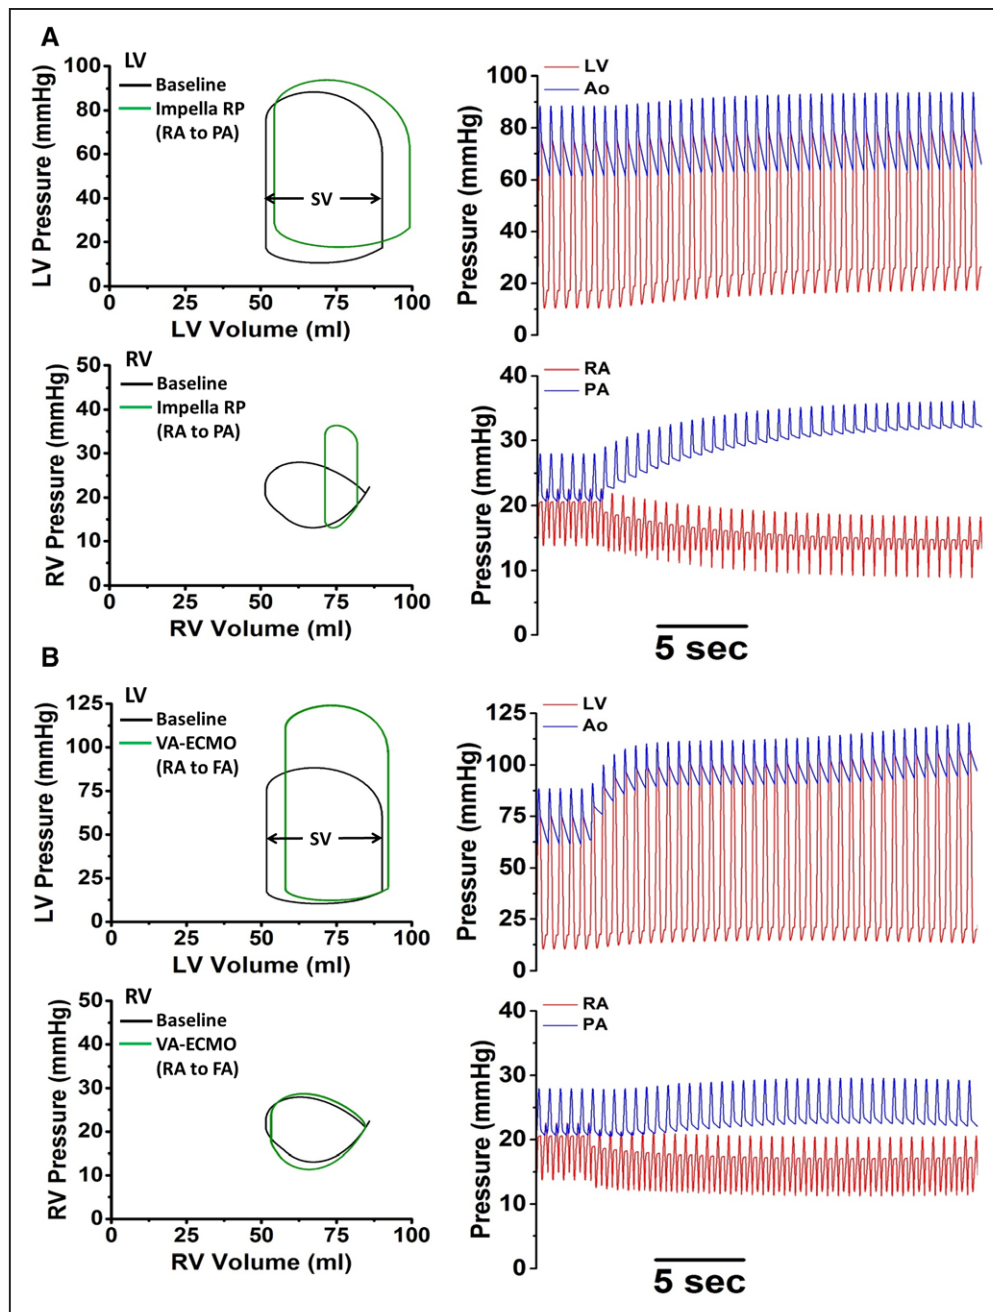 A
LV
Baseline
Impella RP
(RA to PA)
SV
LV Pressure (mmHg)
100
80
60
40
20
0
0 25 50 75 100
LV Volume (ml)
LV
Ao
Pressure (mmHg)
100
80
60
40
20
0
RV
Baseline
Impella RP
(RA to PA)
RV Pressure (mmHg)
50
40
30
20
10
0
0 25 50 75 100
RV Volume (ml)
RA
PA
Pressure (mmHg)
40
30
20
10
0
5 sec
B
LV
Baseline
VA-ECMO
(RA to FA)
SV
LV Pressure (mmHg)
125
100
75
50
25
0
0 25 50 75 100
LV Volume (ml)
LV
Ao
Pressure (mmHg)
125
100
75
50
25
0
RV
Baseline
VA-ECMO
(RA to FA)
RV Pressure (mmHg)
50
40
30
20
10
0
0 25 50 75 100
RV Volume (ml)
RA
PA
Pressure (mmHg)
40
30
20
10
0
5 sec